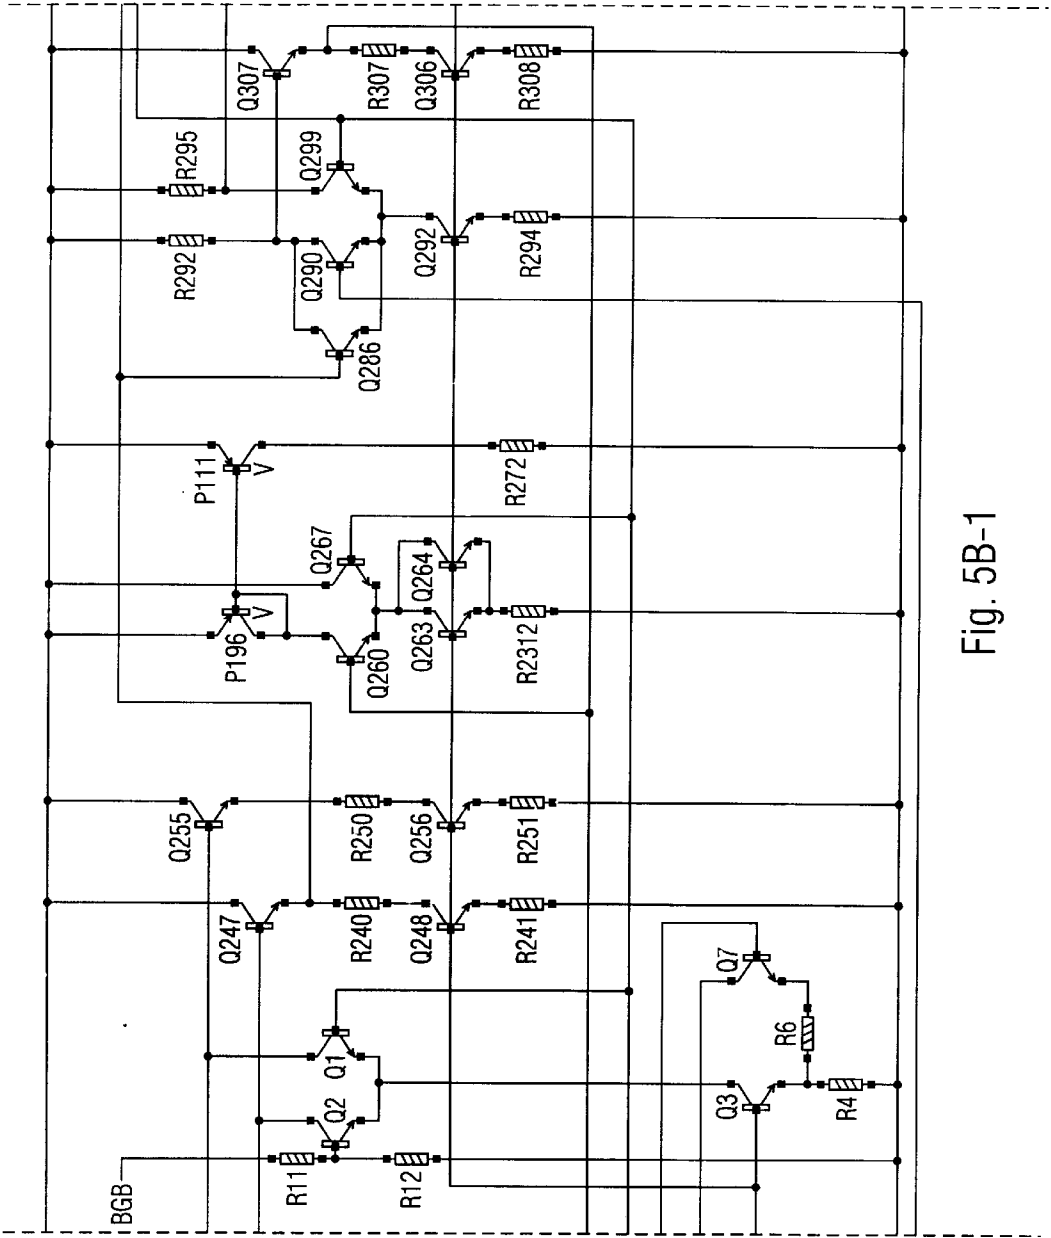 Q307
R307
Q306
R308
R295
Q299
R292
Q290
Q292
R294
Q286
P111
V
R272
Q267
Q264
P196
V
Q260
Q263
R2312
Q255
R250
Q256
R251
Q247
R240
Q248
R241
Q7
R6
Q1
Q2
Q3
R4
BGB
R11
R12
Fig. 5B-1